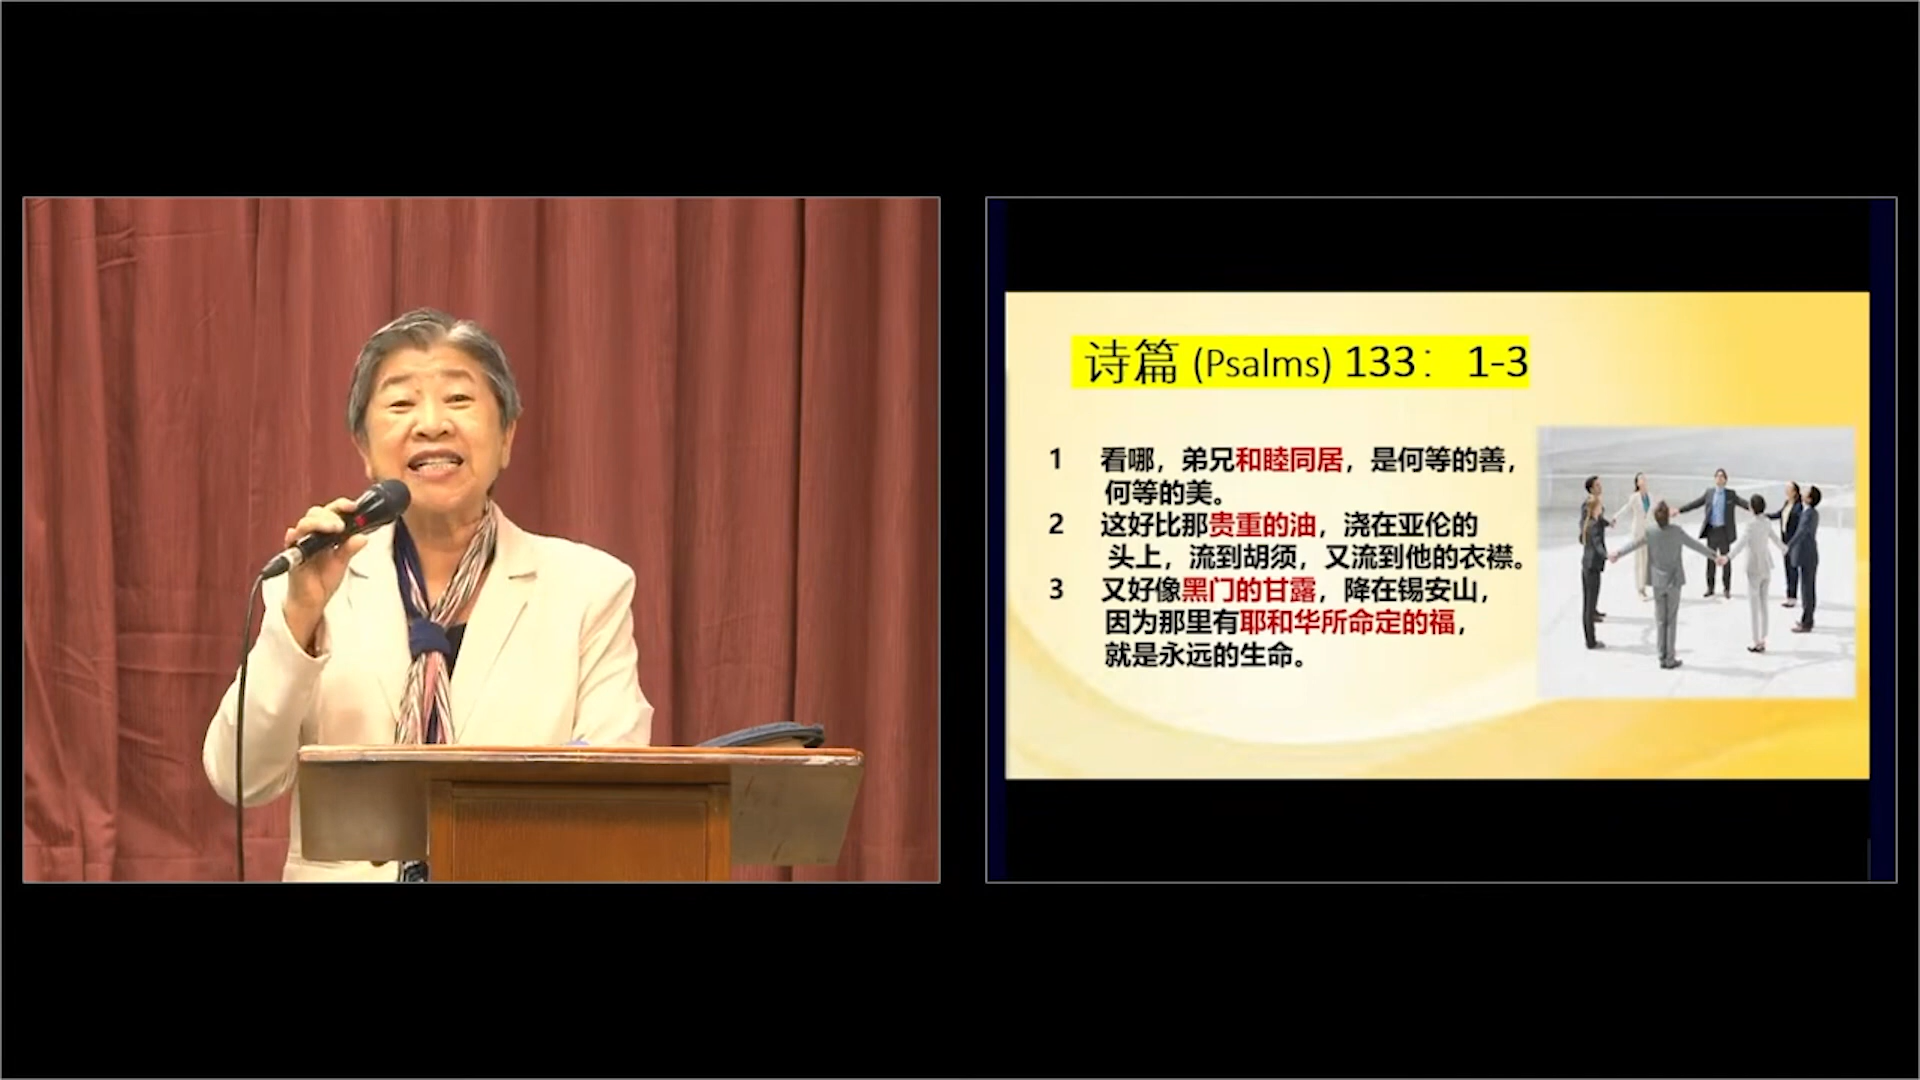 诗篇 (Psalms) 133： 1-3
1 看哪，弟兄和睦同居，是何等的善，
何等的美。
2 这好比那贵重的油，浇在亚伦的
头上，流到胡须，又流到他的衣襟。
3 又好像黑门的甘露，降在锡安山，
因为那里有耶和华所命定的福，
就是永远的生命。